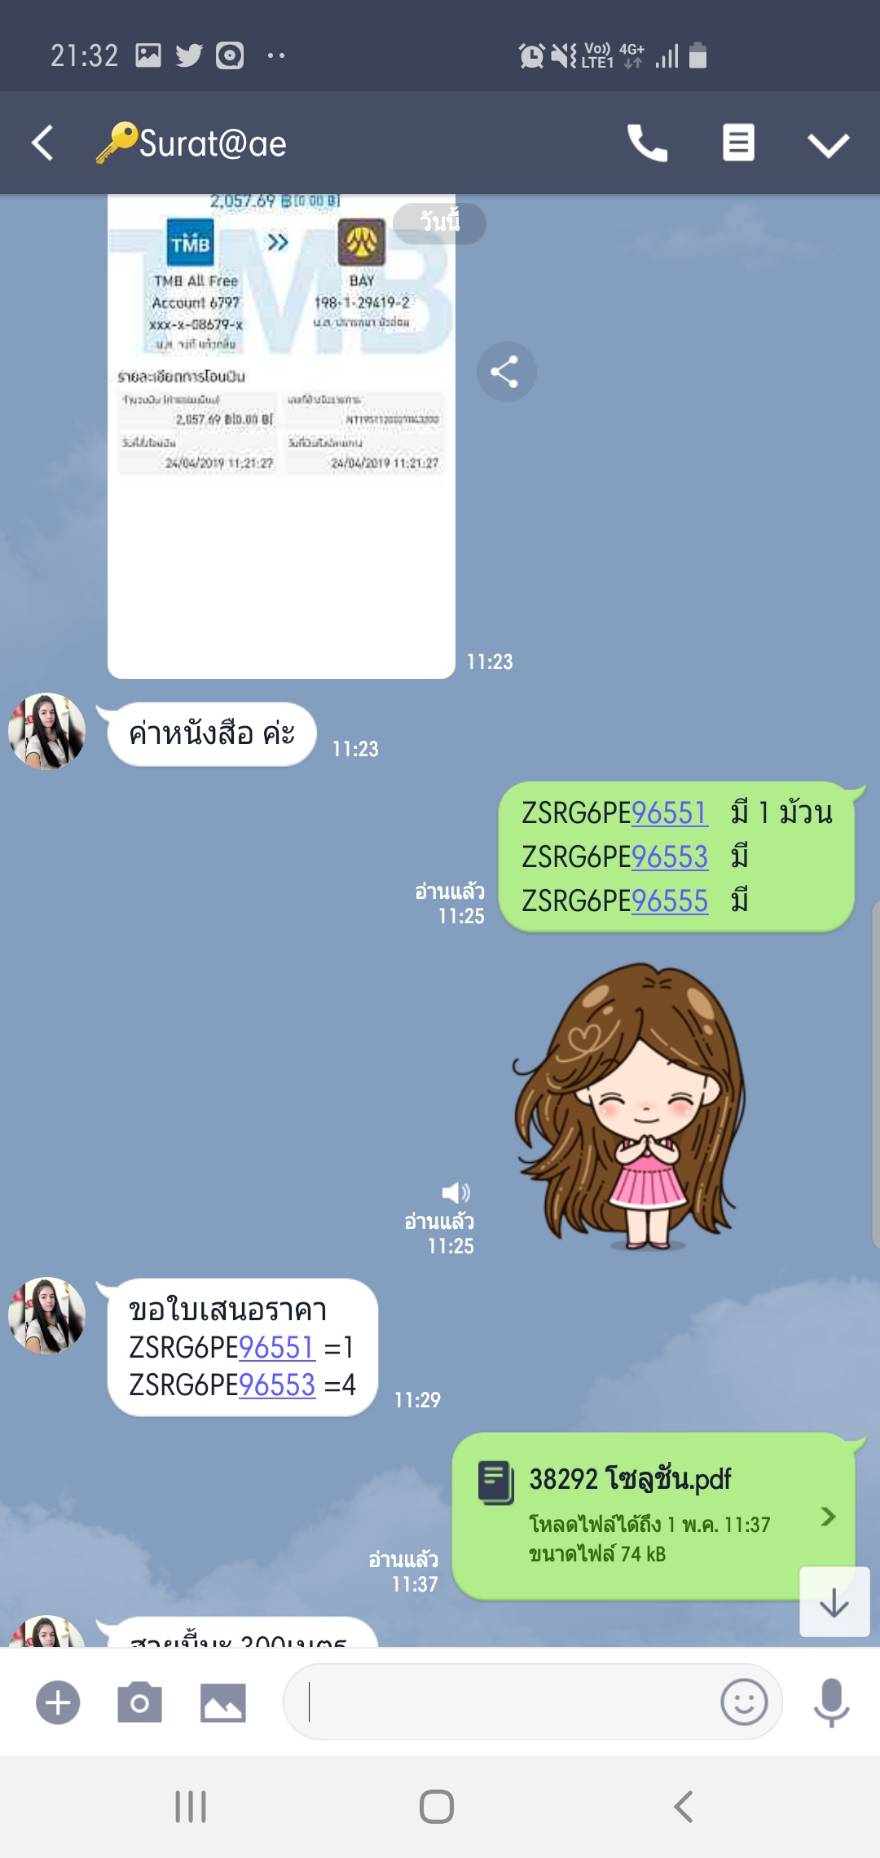 21:32
Vo)) 4G+
LTE1
Surat@ae
2,057.69 ฿[0.00 ฿]
วันนี้
TMB
TMB All Free
Account 6797
xxx-x-08679-x
BAY
198-1-29419-2
รายละเอียดการโอนเงิน
2,057.69 ฿[0.00 ฿]
24/04/2019 11:21:27
24/04/2019 11:21:27
11:23
ค่าหนังสือ ค่ะ
11:23
ZSRG6PE96551 มี 1 ม้วน
ZSRG6PE96553 มี
ZSRG6PE96555 มี
อ่านแล้ว
11:25
อ่านแล้ว
11:25
ขอใบเสนอราคา
ZSRG6PE96551 =1
ZSRG6PE96553 =4
11:29
38292 โซลูชั่น.pdf
โหลดไฟล์ได้ถึง 1 พ.ค. 11:37
ขนาดไฟล์ 74 kB
อ่านแล้ว
11:37
300เมตร